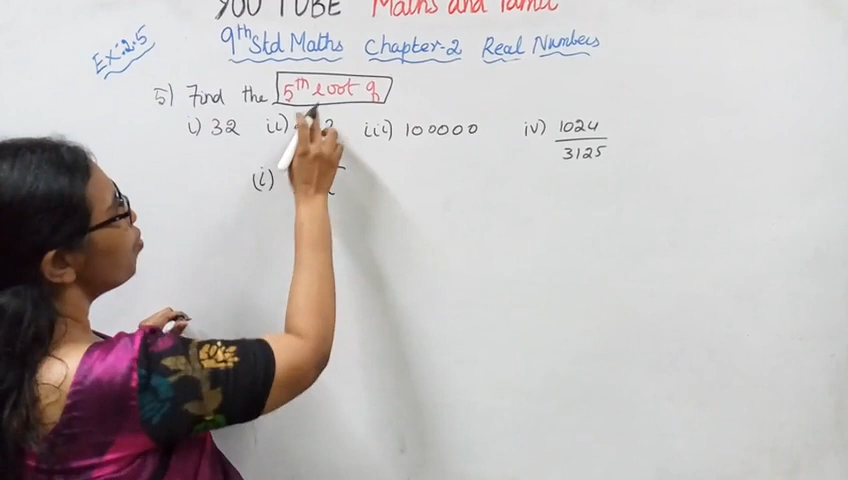 YOU TUBE Maths and Tamil
Ex:2.5 9th Std Maths Chapter-2 Real Numbers
5) Find the 5th root of
i) 32 ii) iii) 100000 iv) 1024
3125
(i)